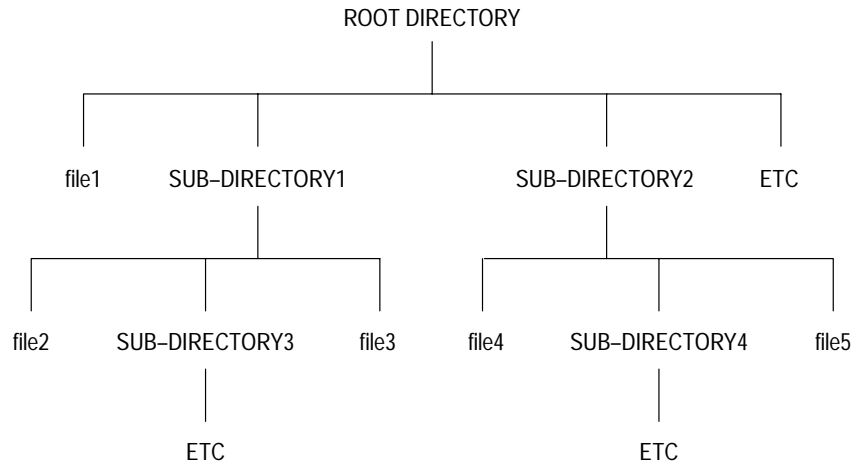 ROOT DIRECTORY
file1 SUB–DIRECTORY1 SUB–DIRECTORY2 ETC
file2 SUB–DIRECTORY3 file3 file4 SUB–DIRECTORY4 file5
ETC ETC